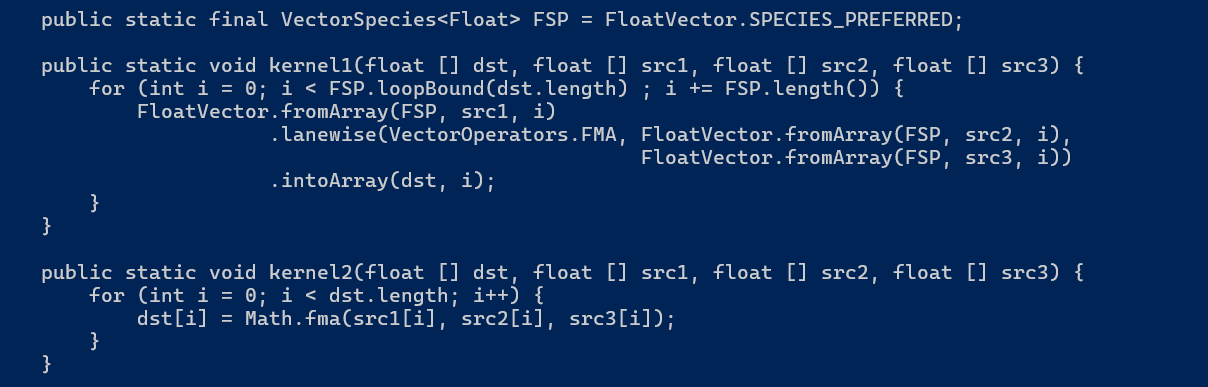 public static final VectorSpecies<Float> FSP = FloatVector.SPECIES_PREFERRED;

public static void kernel1(float [] dst, float [] src1, float [] src2, float [] src3) {
    for (int i = 0; i < FSP.loopBound(dst.length) ; i += FSP.length()) {
        FloatVector.fromArray(FSP, src1, i)
                   .lanewise(VectorOperators.FMA, FloatVector.fromArray(FSP, src2, i),
                                                  FloatVector.fromArray(FSP, src3, i))
                   .intoArray(dst, i);
    }
}

public static void kernel2(float [] dst, float [] src1, float [] src2, float [] src3) {
    for (int i = 0; i < dst.length; i++) {
        dst[i] = Math.fma(src1[i], src2[i], src3[i]);
    }
}